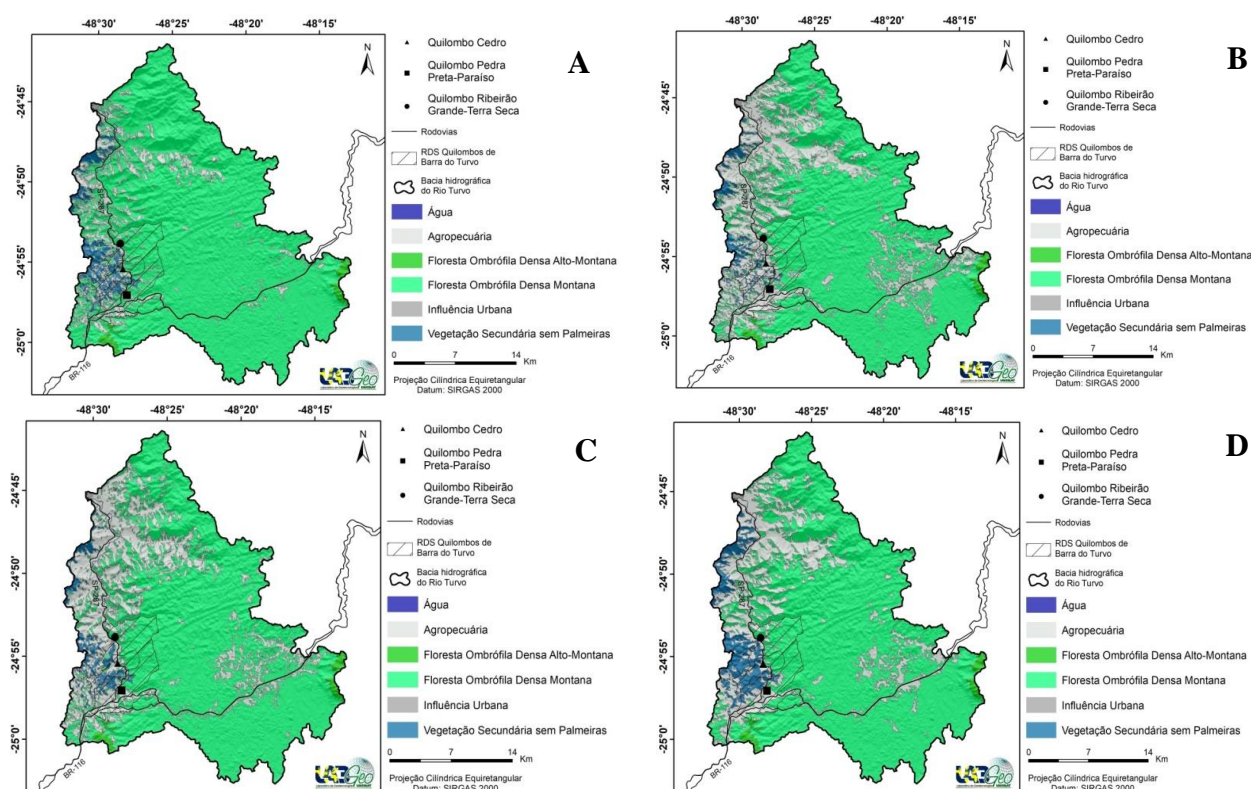 -48°30' -48°25' -48°20' -48°15'
N
A
-24°45'
-24°50'
-24°55'
-25°0'
BR-116
Quilombo Cedro
Quilombo Pedra
Preta-Paraíso
Quilombo Ribeirão
Grande-Terra Seca
Rodovias
RDS Quilombos de
Barra do Turvo
Bacia hidrográfica
do Rio Turvo
Água
Agropecuária
Floresta Ombrófila Densa Alto-Montana
Floresta Ombrófila Densa Montana
Influência Urbana
Vegetação Secundária sem Palmeiras
0 7 14
Km
Projeção Cilíndrica Equiretangular
Datum: SIRGAS 2000
-48°30' -48°25' -48°20' -48°15'
N
B
-24°45'
-24°50'
-24°55'
-25°0'
BR-116
Quilombo Cedro
Quilombo Pedra
Preta-Paraíso
Quilombo Ribeirão
Grande-Terra Seca
Rodovias
RDS Quilombos de
Barra do Turvo
Bacia hidrográfica
do Rio Turvo
Água
Agropecuária
Floresta Ombrófila Densa Alto-Montana
Floresta Ombrófila Densa Montana
Influência Urbana
Vegetação Secundária sem Palmeiras
0 7 14
Km
Projeção Cilíndrica Equiretangular
Datum: SIRGAS 2000
-48°30' -48°25' -48°20' -48°15'
N
C
-24°45'
-24°50'
-24°55'
-25°0'
BR-116
Quilombo Cedro
Quilombo Pedra
Preta-Paraíso
Quilombo Ribeirão
Grande-Terra Seca
Rodovias
RDS Quilombos de
Barra do Turvo
Bacia hidrográfica
do Rio Turvo
Água
Agropecuária
Floresta Ombrófila Densa Alto-Montana
Floresta Ombrófila Densa Montana
Influência Urbana
Vegetação Secundária sem Palmeiras
0 7 14
Km
Projeção Cilíndrica Equiretangular
Datum: SIRGAS 2000
-48°30' -48°25' -48°20' -48°15'
N
D
-24°45'
-24°50'
-24°55'
-25°0'
BR-116
Quilombo Cedro
Quilombo Pedra
Preta-Paraíso
Quilombo Ribeirão
Grande-Terra Seca
Rodovias
RDS Quilombos de
Barra do Turvo
Bacia hidrográfica
do Rio Turvo
Água
Agropecuária
Floresta Ombrófila Densa Alto-Montana
Floresta Ombrófila Densa Montana
Influência Urbana
Vegetação Secundária sem Palmeiras
0 7 14
Km
Projeção Cilíndrica Equiretangular
Datum: SIRGAS 2000